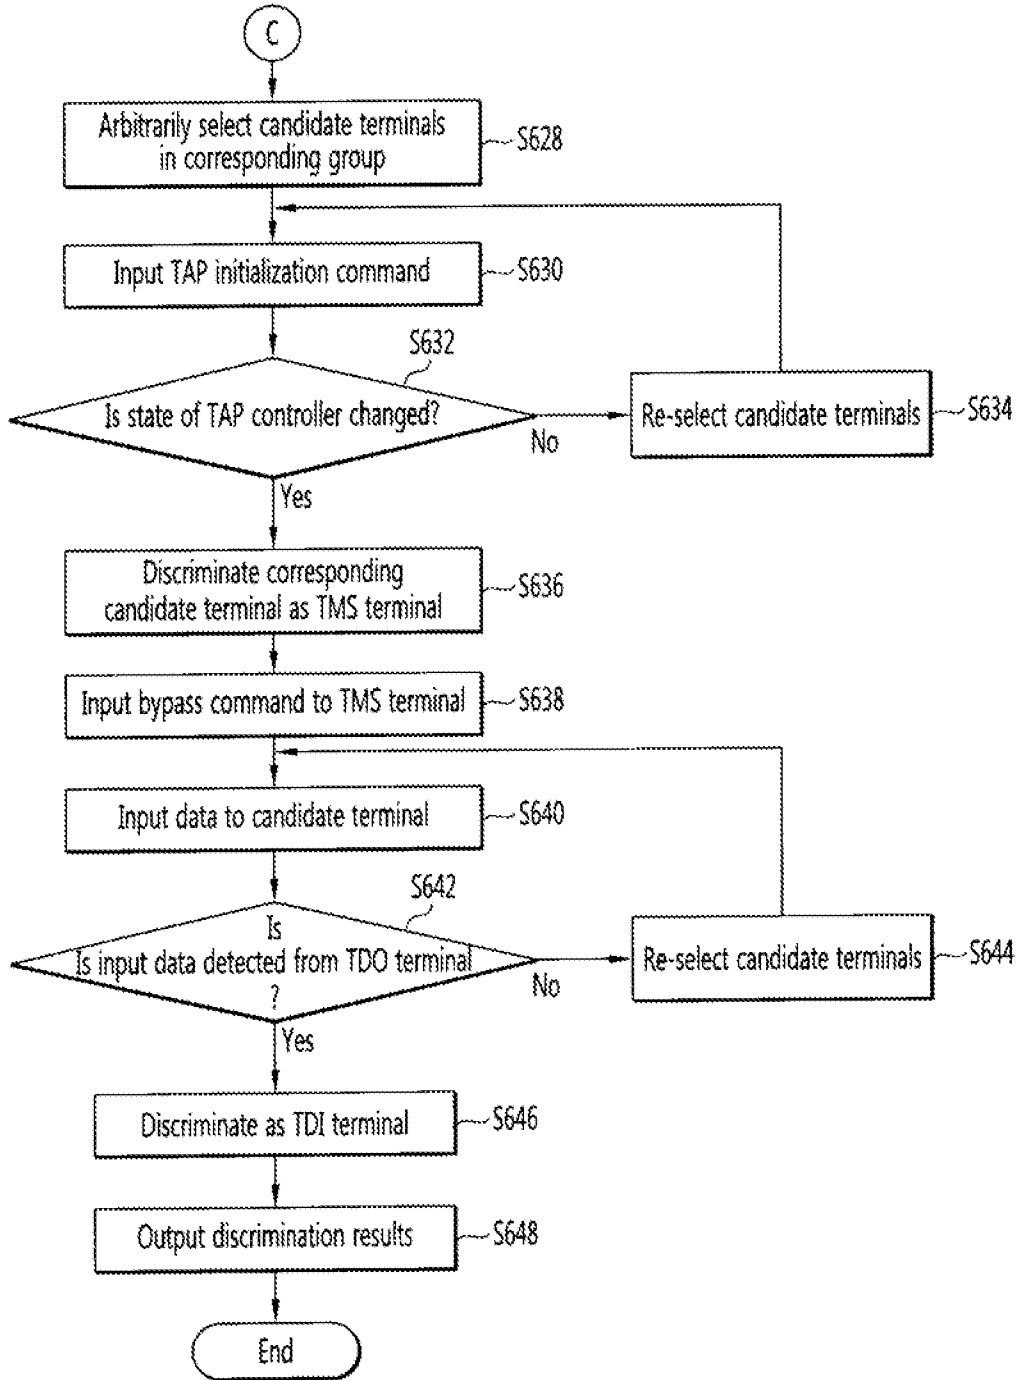 C
Arbitrarily select candidate terminals
in corresponding group
S628
Input TAP initialization command
S630
S632
Is state of TAP controller changed?
No
Re-select candidate terminals
S634
Yes
Discriminate corresponding
candidate terminal as TMS terminal
S636
Input bypass command to TMS terminal
S638
Input data to candidate terminal
S640
S642
Is
Is input data detected from TDO terminal
?
No
Re-select candidate terminals
S644
Yes
Discriminate as TDI terminal
S646
Output discrimination results
S648
End